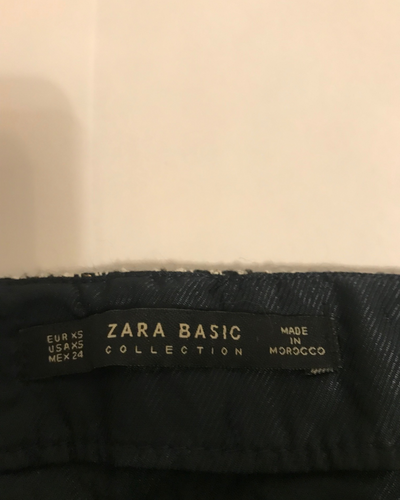 EUR XS
USA XS
MEX 24
ZARA BASIC
COLLECTION
MADE
IN
MOROCCO